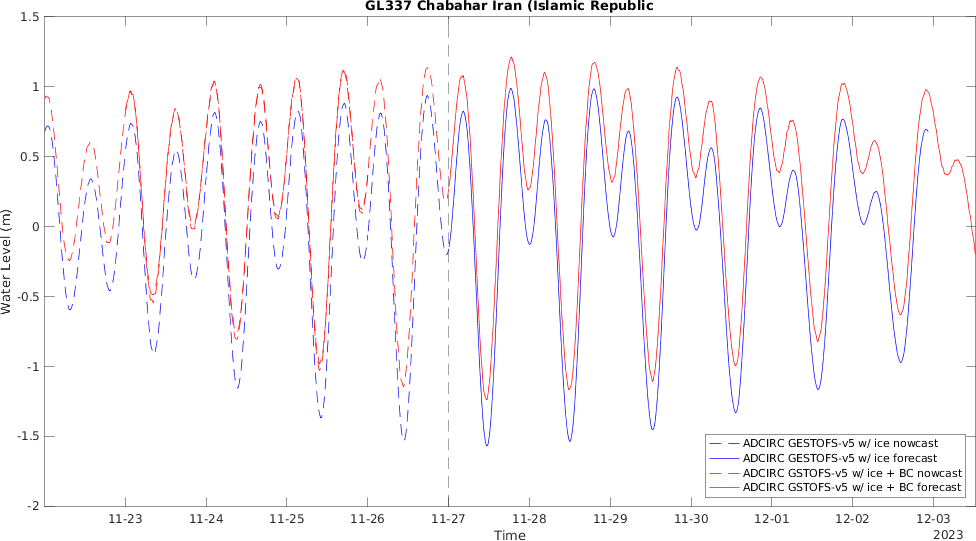 GL337 Chabahar Iran (Islamic Republic
1.5
1
0.5
0
-0.5
-1
-1.5
-2
Water Level (m)
11-23
11-24
11-25
11-26
11-27
11-28
11-29
11-30
12-01
12-02
12-03
Time
2023
ADCIRC GESTOFS-v5 w/ ice nowcast
ADCIRC GESTOFS-v5 w/ ice forecast
ADCIRC GSTOFS-v5 w/ ice + BC nowcast
ADCIRC GSTOFS-v5 w/ ice + BC forecast